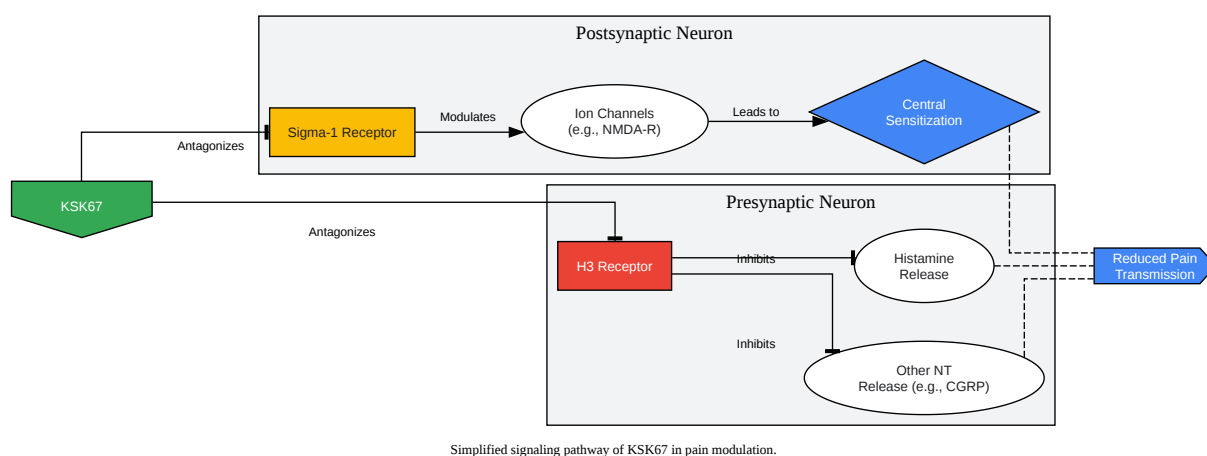 Postsynaptic Neuron
Sigma-1 Receptor
Modulates
Ion Channels
(e.g., NMDA-R)
Leads to
Central
Sensitization
Antagonizes
KSK67
Antagonizes
Presynaptic Neuron
H3 Receptor
Inhibits
Histamine
Release
Inhibits
Other NT
Release (e.g., CGRP)
Reduced Pain
Transmission
Simplified signaling pathway of KSK67 in pain modulation.